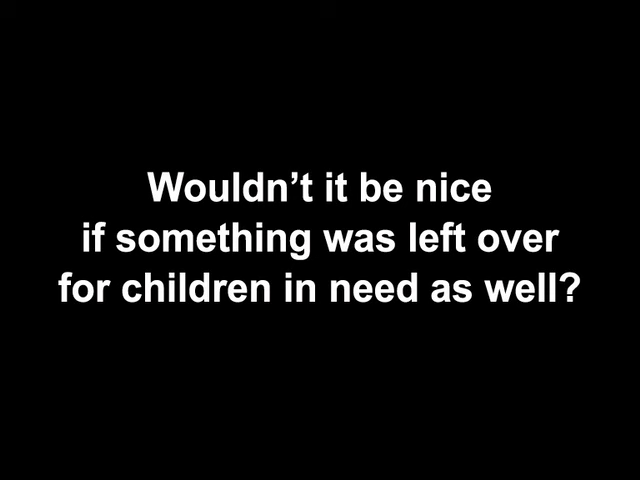 Wouldn’t it be nice
if something was left over
for children in need as well?